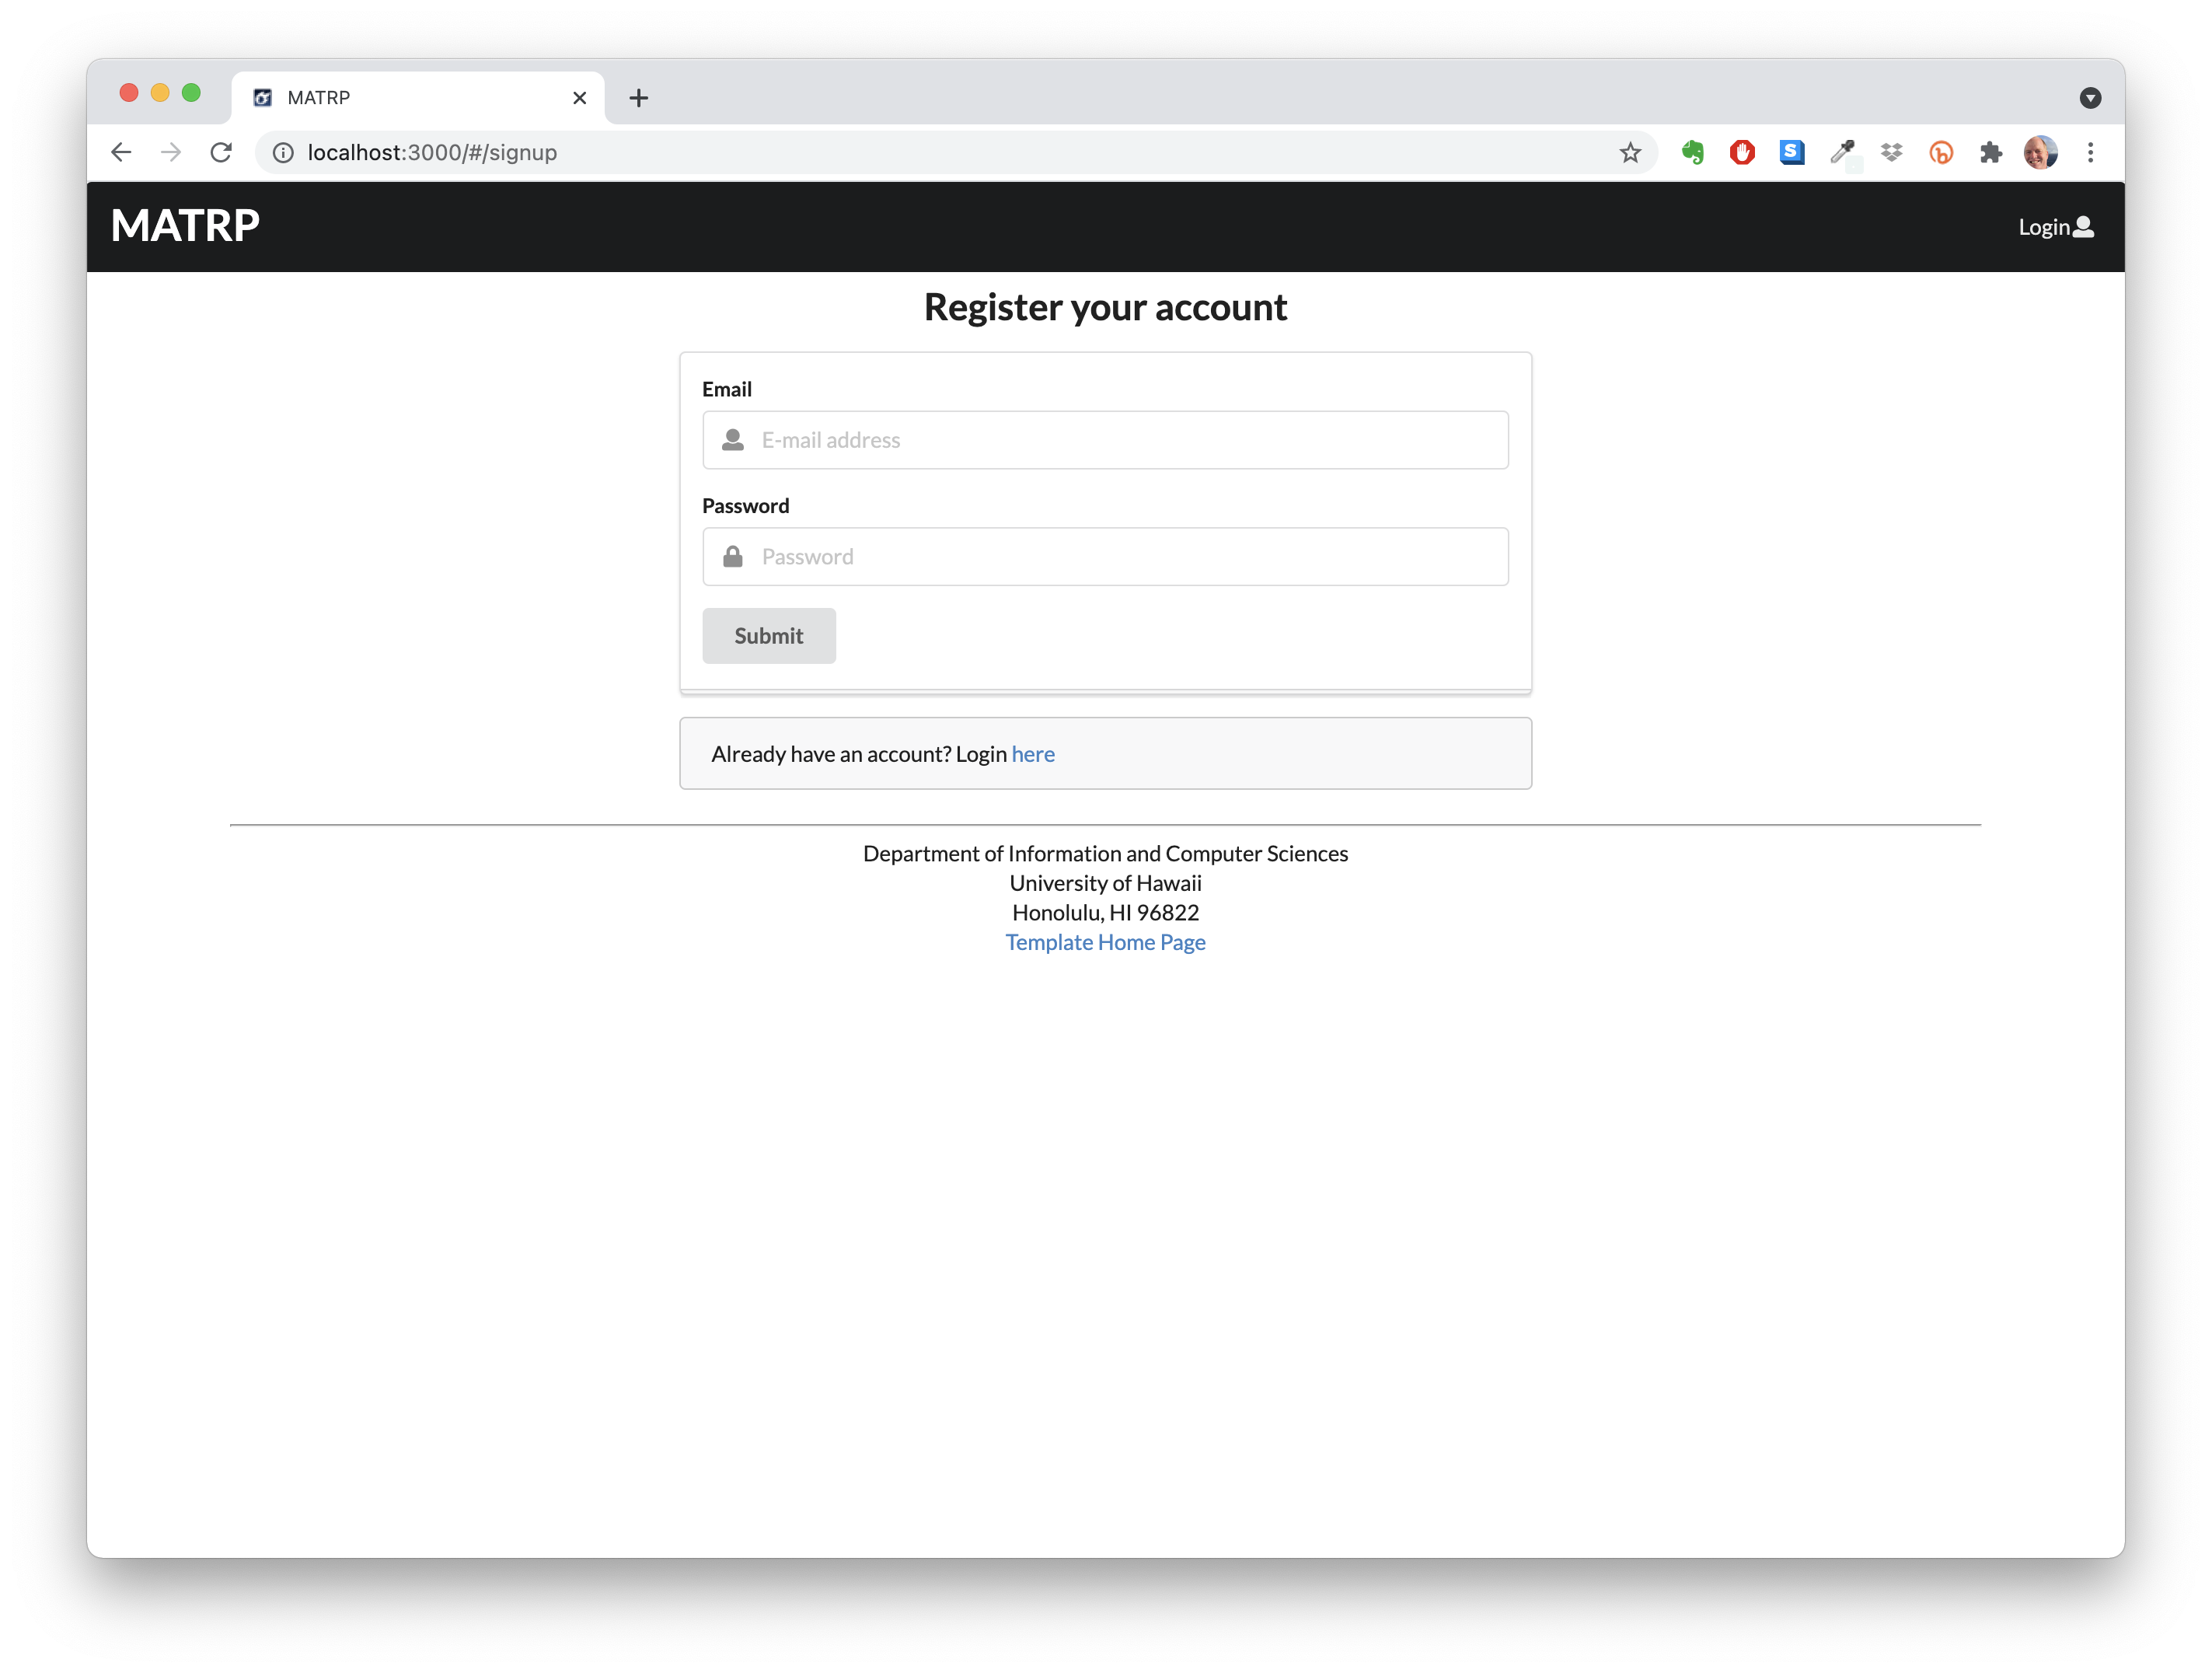 MATRP
localhost:3000/#/signup
MATRP
Login
Register your account
Email
E-mail address
Password
Password
Submit
Already have an account? Login here
Department of Information and Computer Sciences
University of Hawaii
Honolulu, HI 96822
Template Home Page